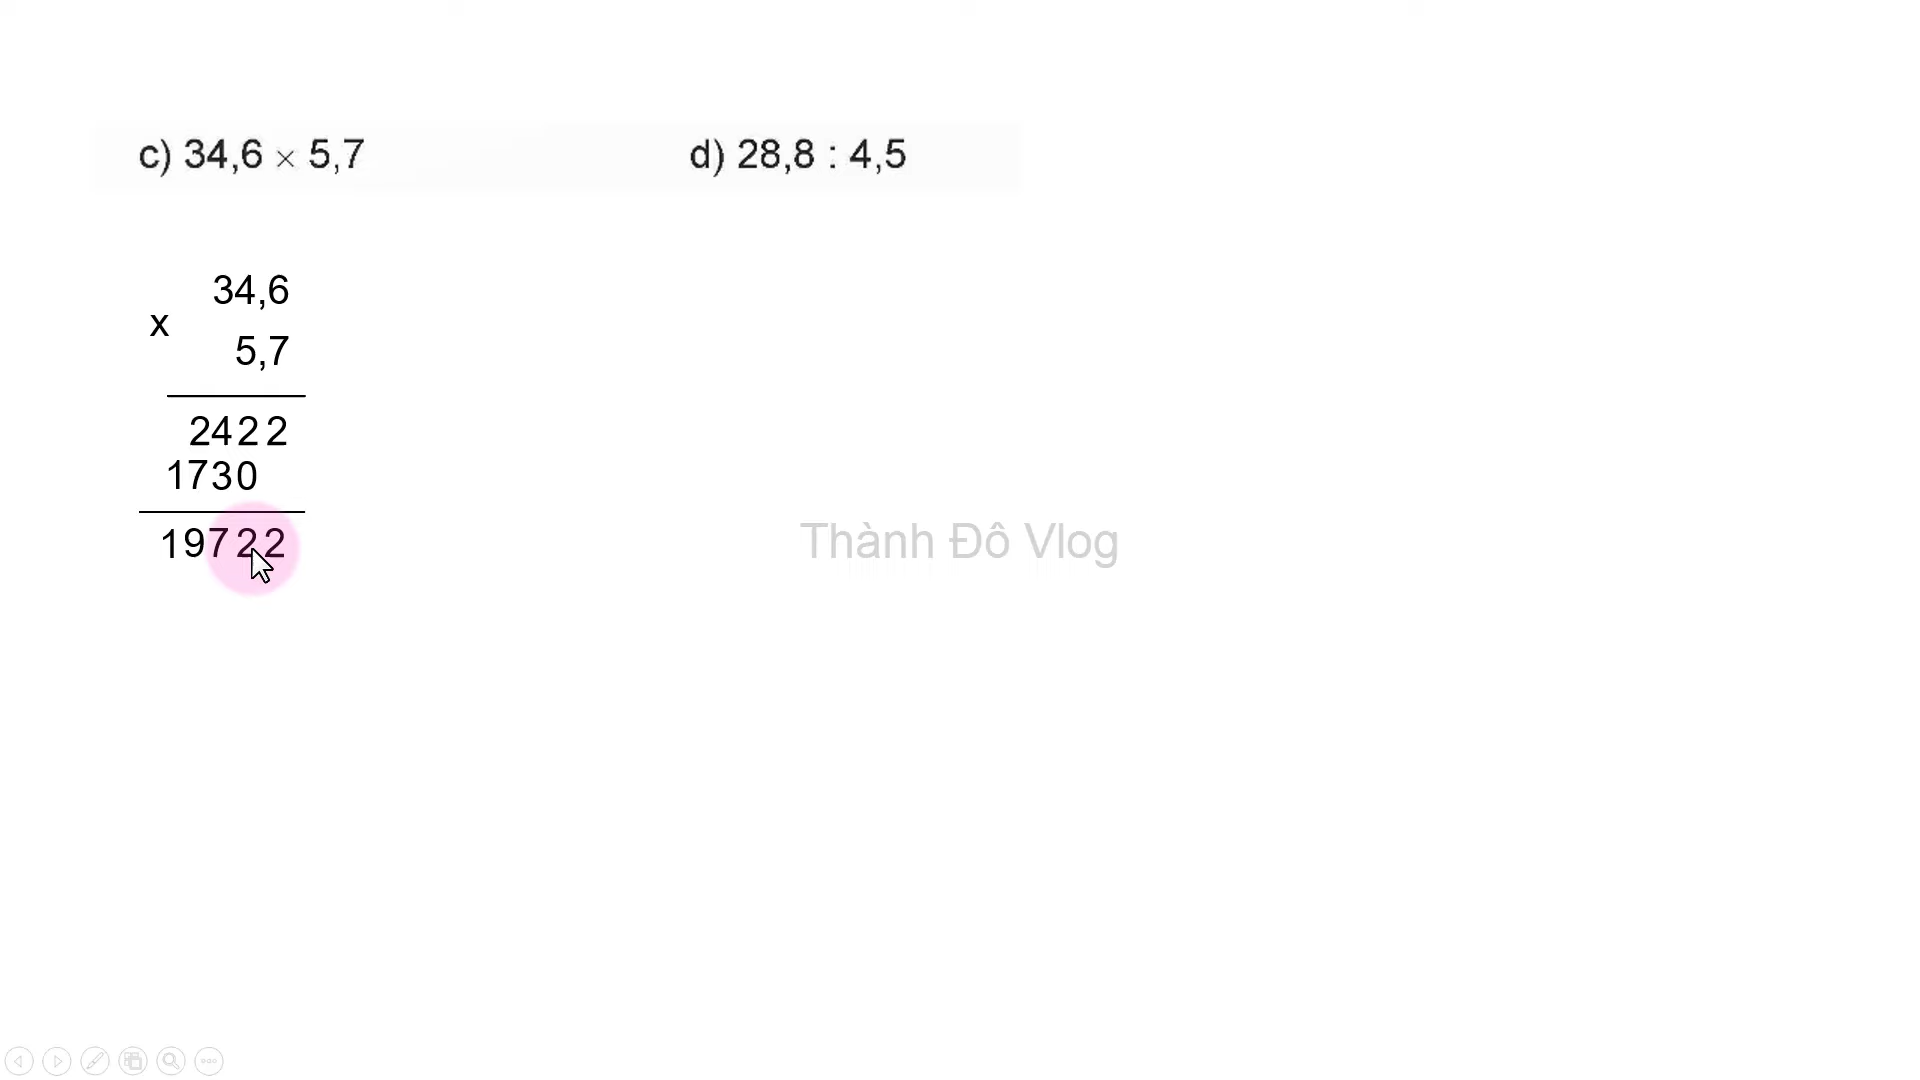 c) 34,6 × 5,7
d) 28,8 : 4,5
34,6
x
5,7
2422
1730
19722
Thành Đô Vlog